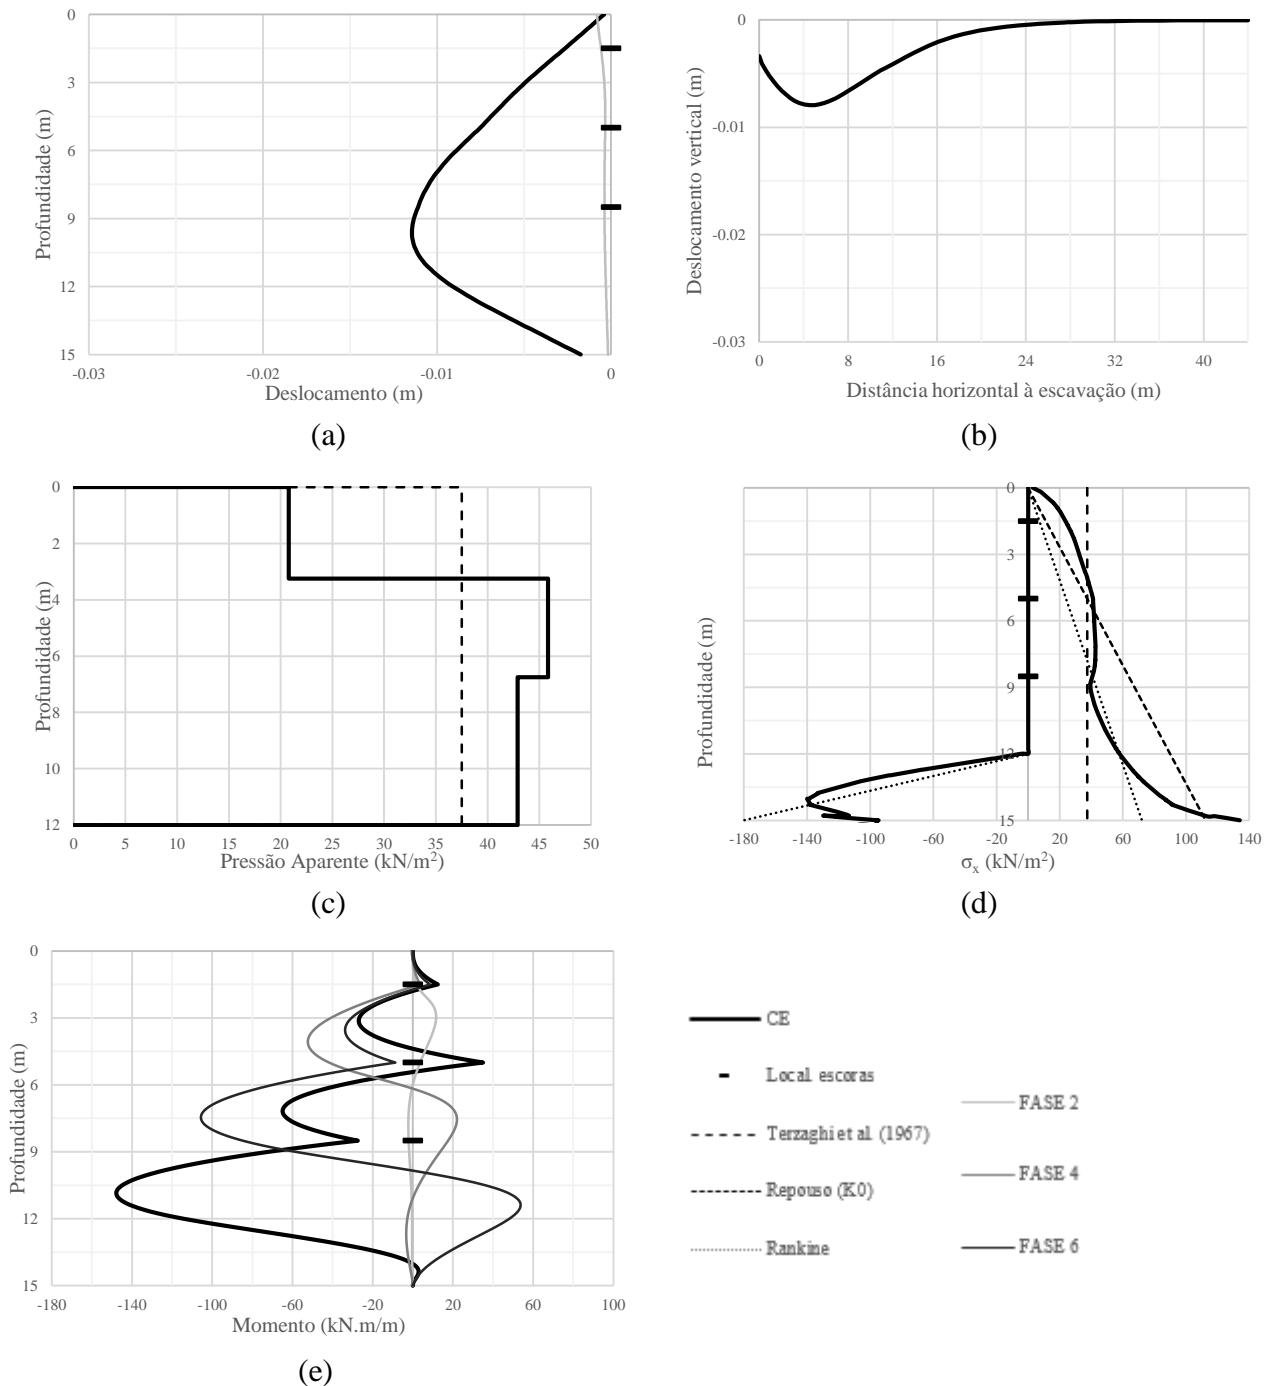 0
3
6
9
12
15
-0.03
-0.02
-0.01
0
Profundidade (m)
Deslocamento (m)
(a)
0
-0.01
-0.02
-0.03
0
8
16
24
32
40
Deslocamento vertical (m)
Distância horizontal à escavação (m)
(b)
0
2
4
6
8
10
12
0
5
10
15
20
25
30
35
40
45
50
Profundidade (m)
Pressão Aparente (kN/m²)
(c)
0
3
6
9
12
15
-180
-140
-100
-60
-20
20
60
100
140
Profundidade (m)
σx (kN/m²)
(d)
0
3
6
9
12
15
-180
-140
-100
-60
-20
20
60
100
Profundidade (m)
Momento (kN.m/m)
(e)
CE
Local escoras
Terzaghi et al. (1967)
Repouso (K0)
Rankine
FASE 2
FASE 4
FASE 6